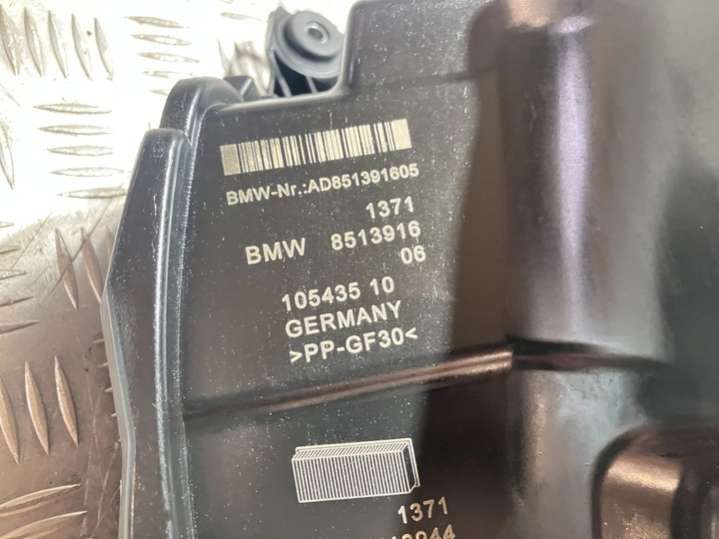 BMW-Nr.:AD851391605
1371
BMW 8513916
06
105435 10
GERMANY
>PP-GF30<
1371